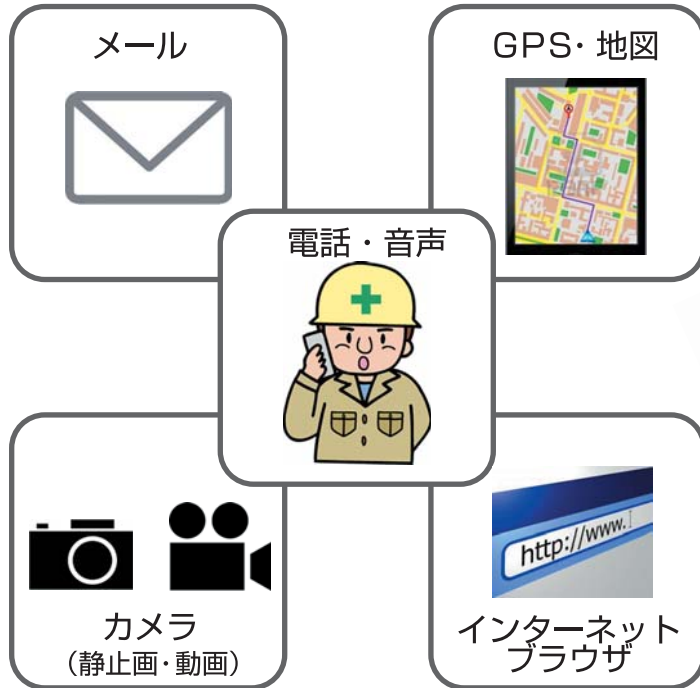 メール
GPS・地図
電話・音声
http://www.
カメラ
（静止画・動画）
インターネット
ブラウザ